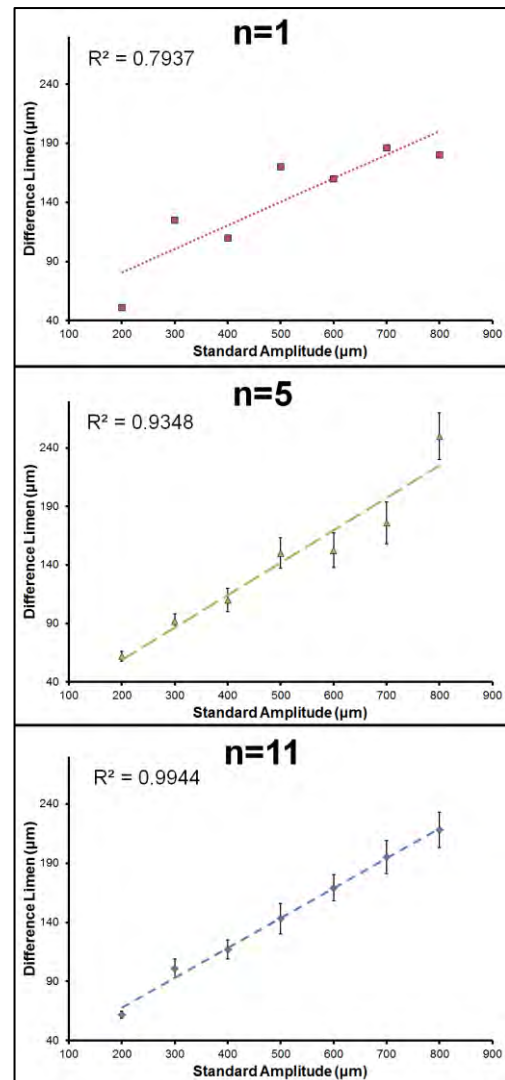 n=1
R² = 0.7937
Difference Limen (µm)
240
190
140
90
40
100 200 300 400 500 600 700 800 900
Standard Amplitude (µm)
n=5
R² = 0.9348
Difference Limen (µm)
240
190
140
90
40
100 200 300 400 500 600 700 800 900
Standard Amplitude (µm)
n=11
R² = 0.9944
Difference Limen (µm)
240
190
140
90
40
100 200 300 400 500 600 700 800 900
Standard Amplitude (µm)